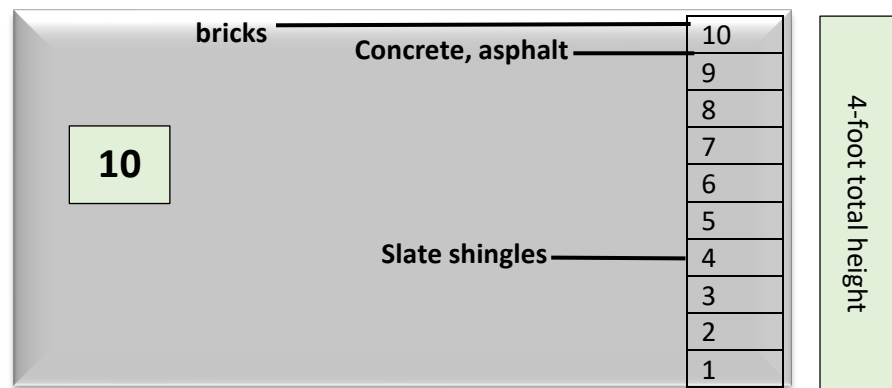 bricks
Concrete, asphalt
10
10
9
8
7
6
5
Slate shingles
4
3
2
1
4-foot total height